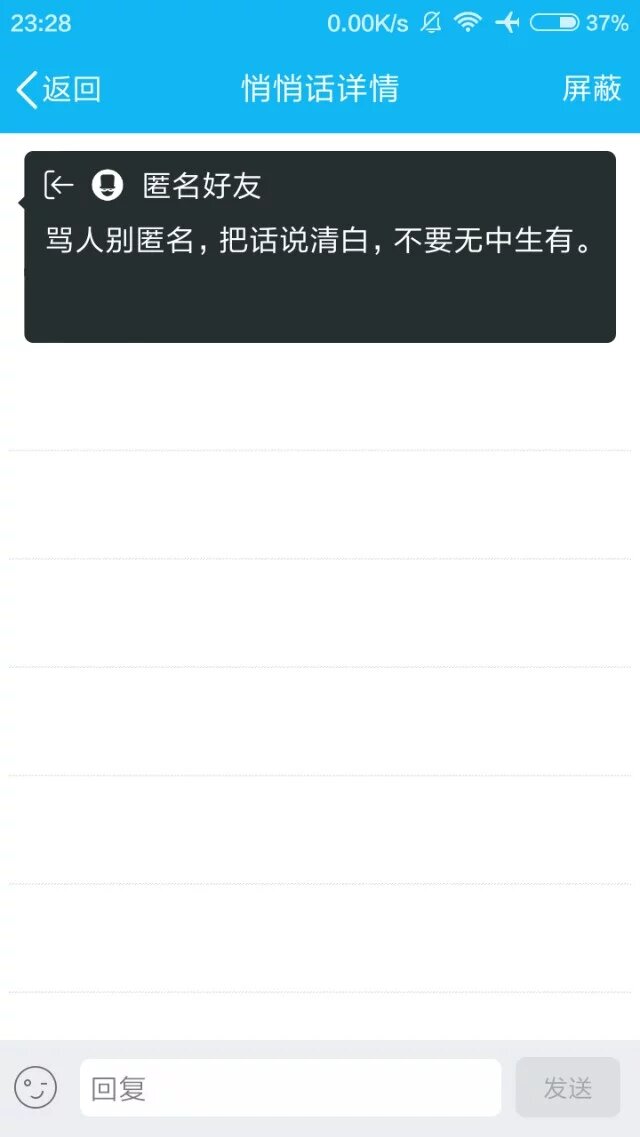 23:28 0.00K/s 37%
返回 悄悄话详情 屏蔽
匿名好友
骂人别匿名，把话说清白，不要无中生有。
回复 发送